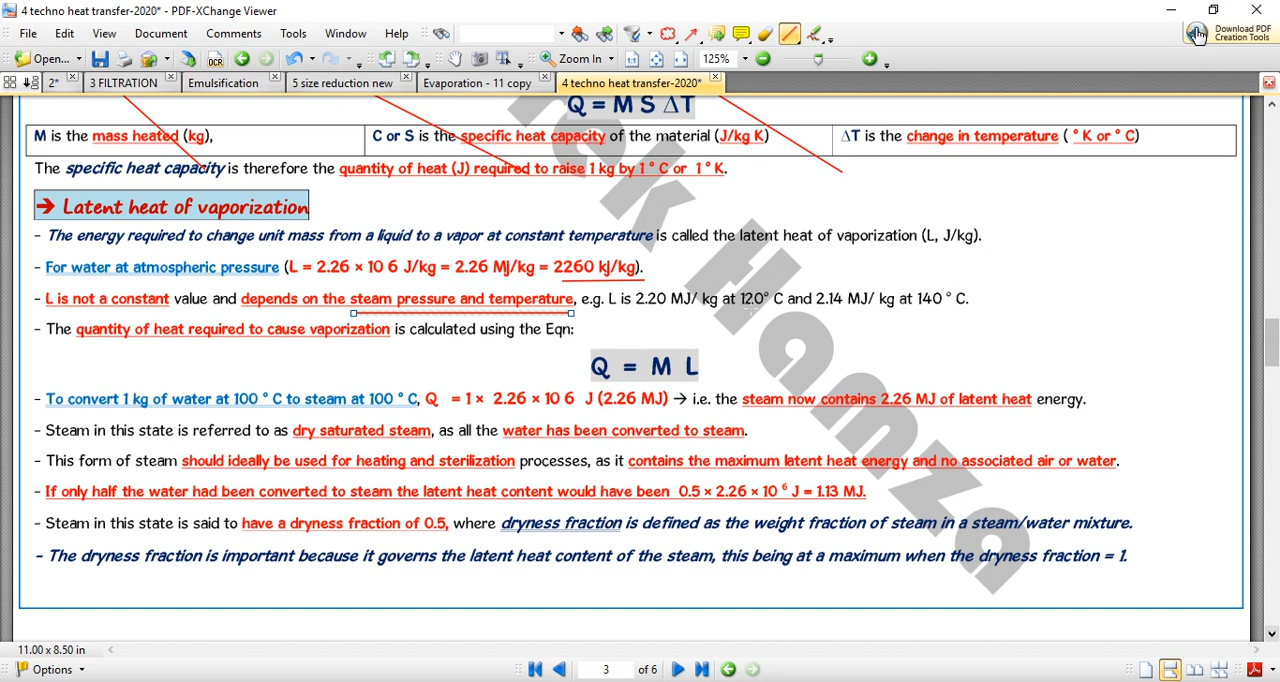 4 techno heat transfer-2020* - PDF-XChange Viewer
File Edit View Document Comments Tools Window Help
Download PDF
Creation Tools
Open... OCR Zoom In 125%
2* 3 FILTRATION Emulsification 5 size reduction new Evaporation - 11 copy 4 techno heat transfer-2020*
Q = M S ΔT
M is the mass heated (kg), C or S is the specific heat capacity of the material (J/kg K) ΔT is the change in temperature ( °K or °C)
The specific heat capacity is therefore the quantity of heat (J) required to raise 1 kg by 1 ° C or 1 ° K.
→ Latent heat of vaporization
- The energy required to change unit mass from a liquid to a vapor at constant temperature is called the latent heat of vaporization (L, J/kg).
- For water at atmospheric pressure (L = 2.26 × 10 6 J/kg = 2.26 Mj/kg = 2260 kj/kg).
- L is not a constant value and depends on the steam pressure and temperature, e.g. L is 2.20 MJ/ kg at 120° C and 2.14 MJ/ kg at 140 ° C.
- The quantity of heat required to cause vaporization is calculated using the Eqn:
Q = M L
- To convert 1 kg of water at 100 ° C to steam at 100 ° C, Q = 1 × 2.26 × 10 6 J (2.26 MJ) → i.e. the steam now contains 2.26 MJ of latent heat energy.
- Steam in this state is referred to as dry saturated steam, as all the water has been converted to steam.
- This form of steam should ideally be used for heating and sterilization processes, as it contains the maximum latent heat energy and no associated air or water.
- If only half the water had been converted to steam the latent heat content would have been 0.5 × 2.26 × 10 ⁶ J = 1.13 MJ.
- Steam in this state is said to have a dryness fraction of 0.5, where dryness fraction is defined as the weight fraction of steam in a steam/water mixture.
- The dryness fraction is important because it governs the latent heat content of the steam, this being at a maximum when the dryness fraction = 1.
ek Hamza
11.00 x 8.50 in
Options 3 of 6